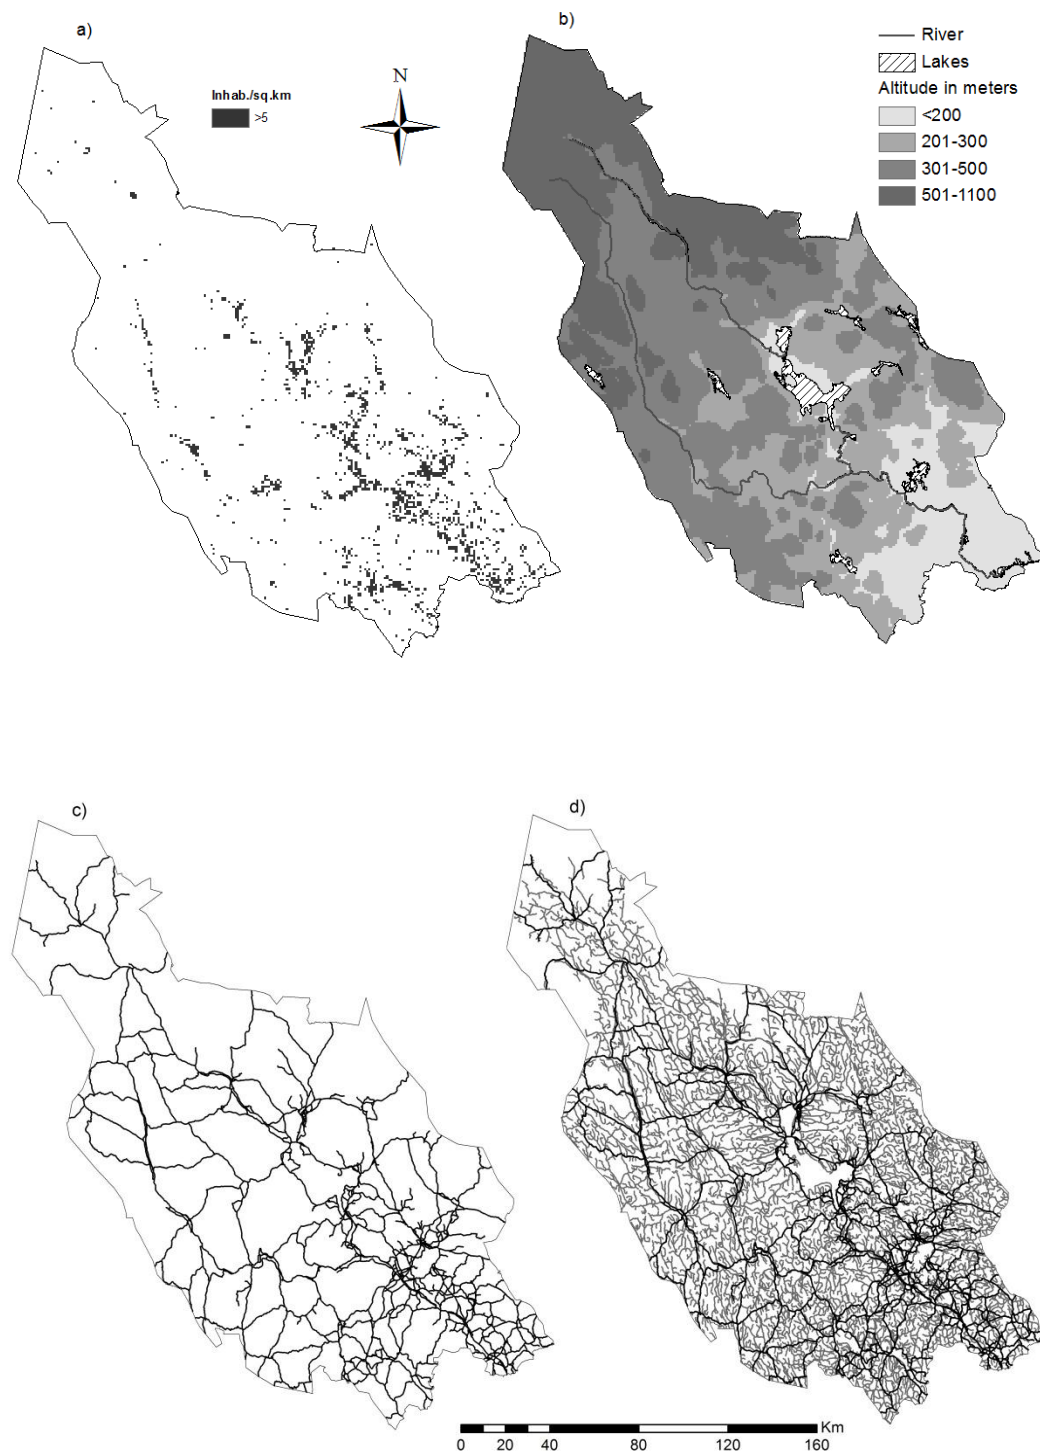 a)
Inhab./sq.km
>5
N
b)
River
Lakes
Altitude in meters
<200
201-300
301-500
501-1100
c)
d)
Km
0 20 40 80 120 160